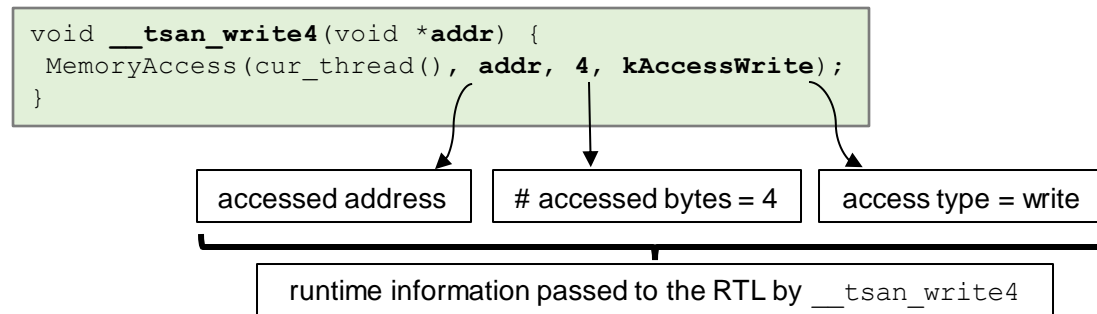 void __tsan_write4(void *addr) {
MemoryAccess(cur_thread(), addr, 4, kAccessWrite);
}
accessed address
# accessed bytes = 4
access type = write
runtime information passed to the RTL by __tsan_write4